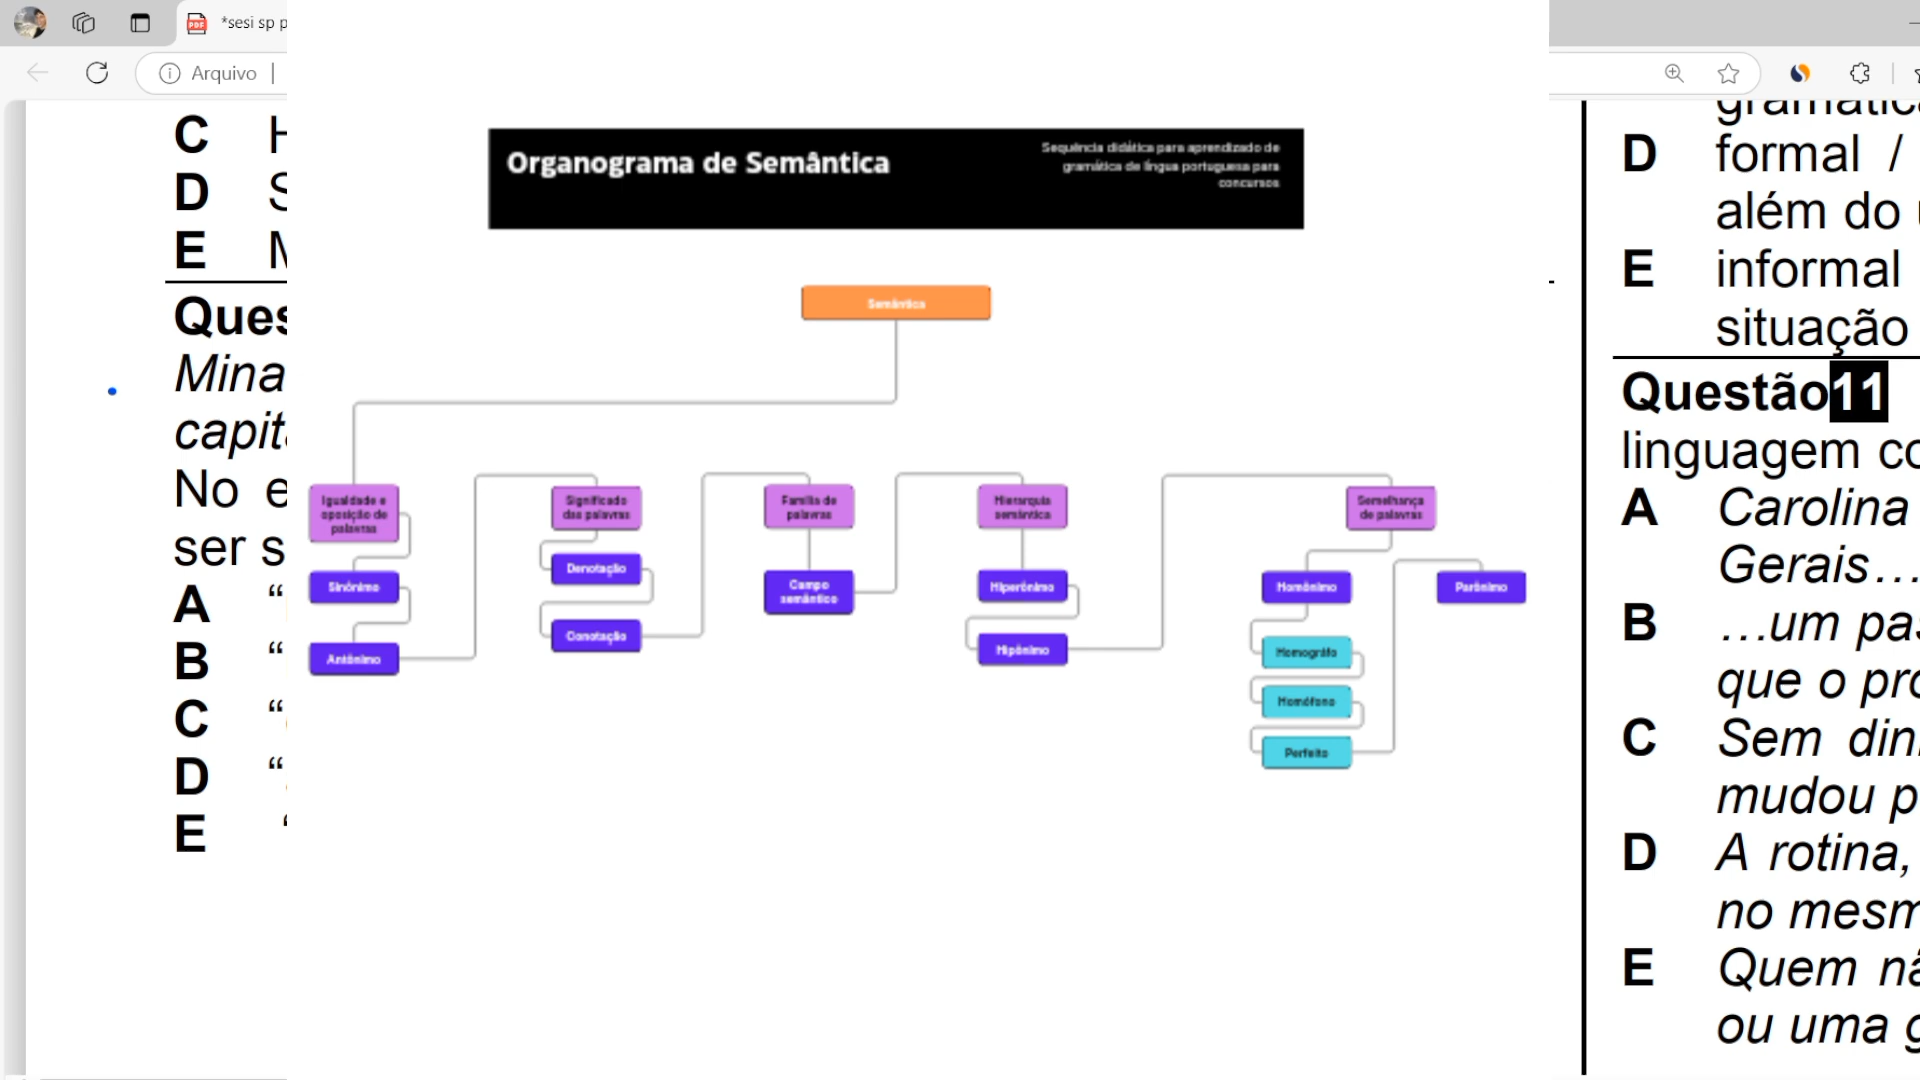 *sesi sp p
Arquivo
C H
D S
E M
Ques
Mina
capit
No e
ser s
A “
B “
C “
D “
E “
Organograma de Semântica
Sequência didática para aprendizado de
gramática de língua portuguesa para
concursos
Semântica
Igualdade e
oposição de
palavras
Sinônimo
Antônimo
Significado
das palavras
Denotação
Conotação
Família de
palavras
Campo
semântico
Hierarquia
semântica
Hiperônimo
Hipônimo
Semelhança
de palavras
Homônimo
Homógrafo
Homófono
Perfeito
Parônimo
gramatica
D formal /
além do u
E informal
situação
Questão 11
linguagem co
A Carolina
Gerais…
B …um pas
que o pro
C Sem din
mudou p
D A rotina,
no mesm
E Quem nã
ou uma g